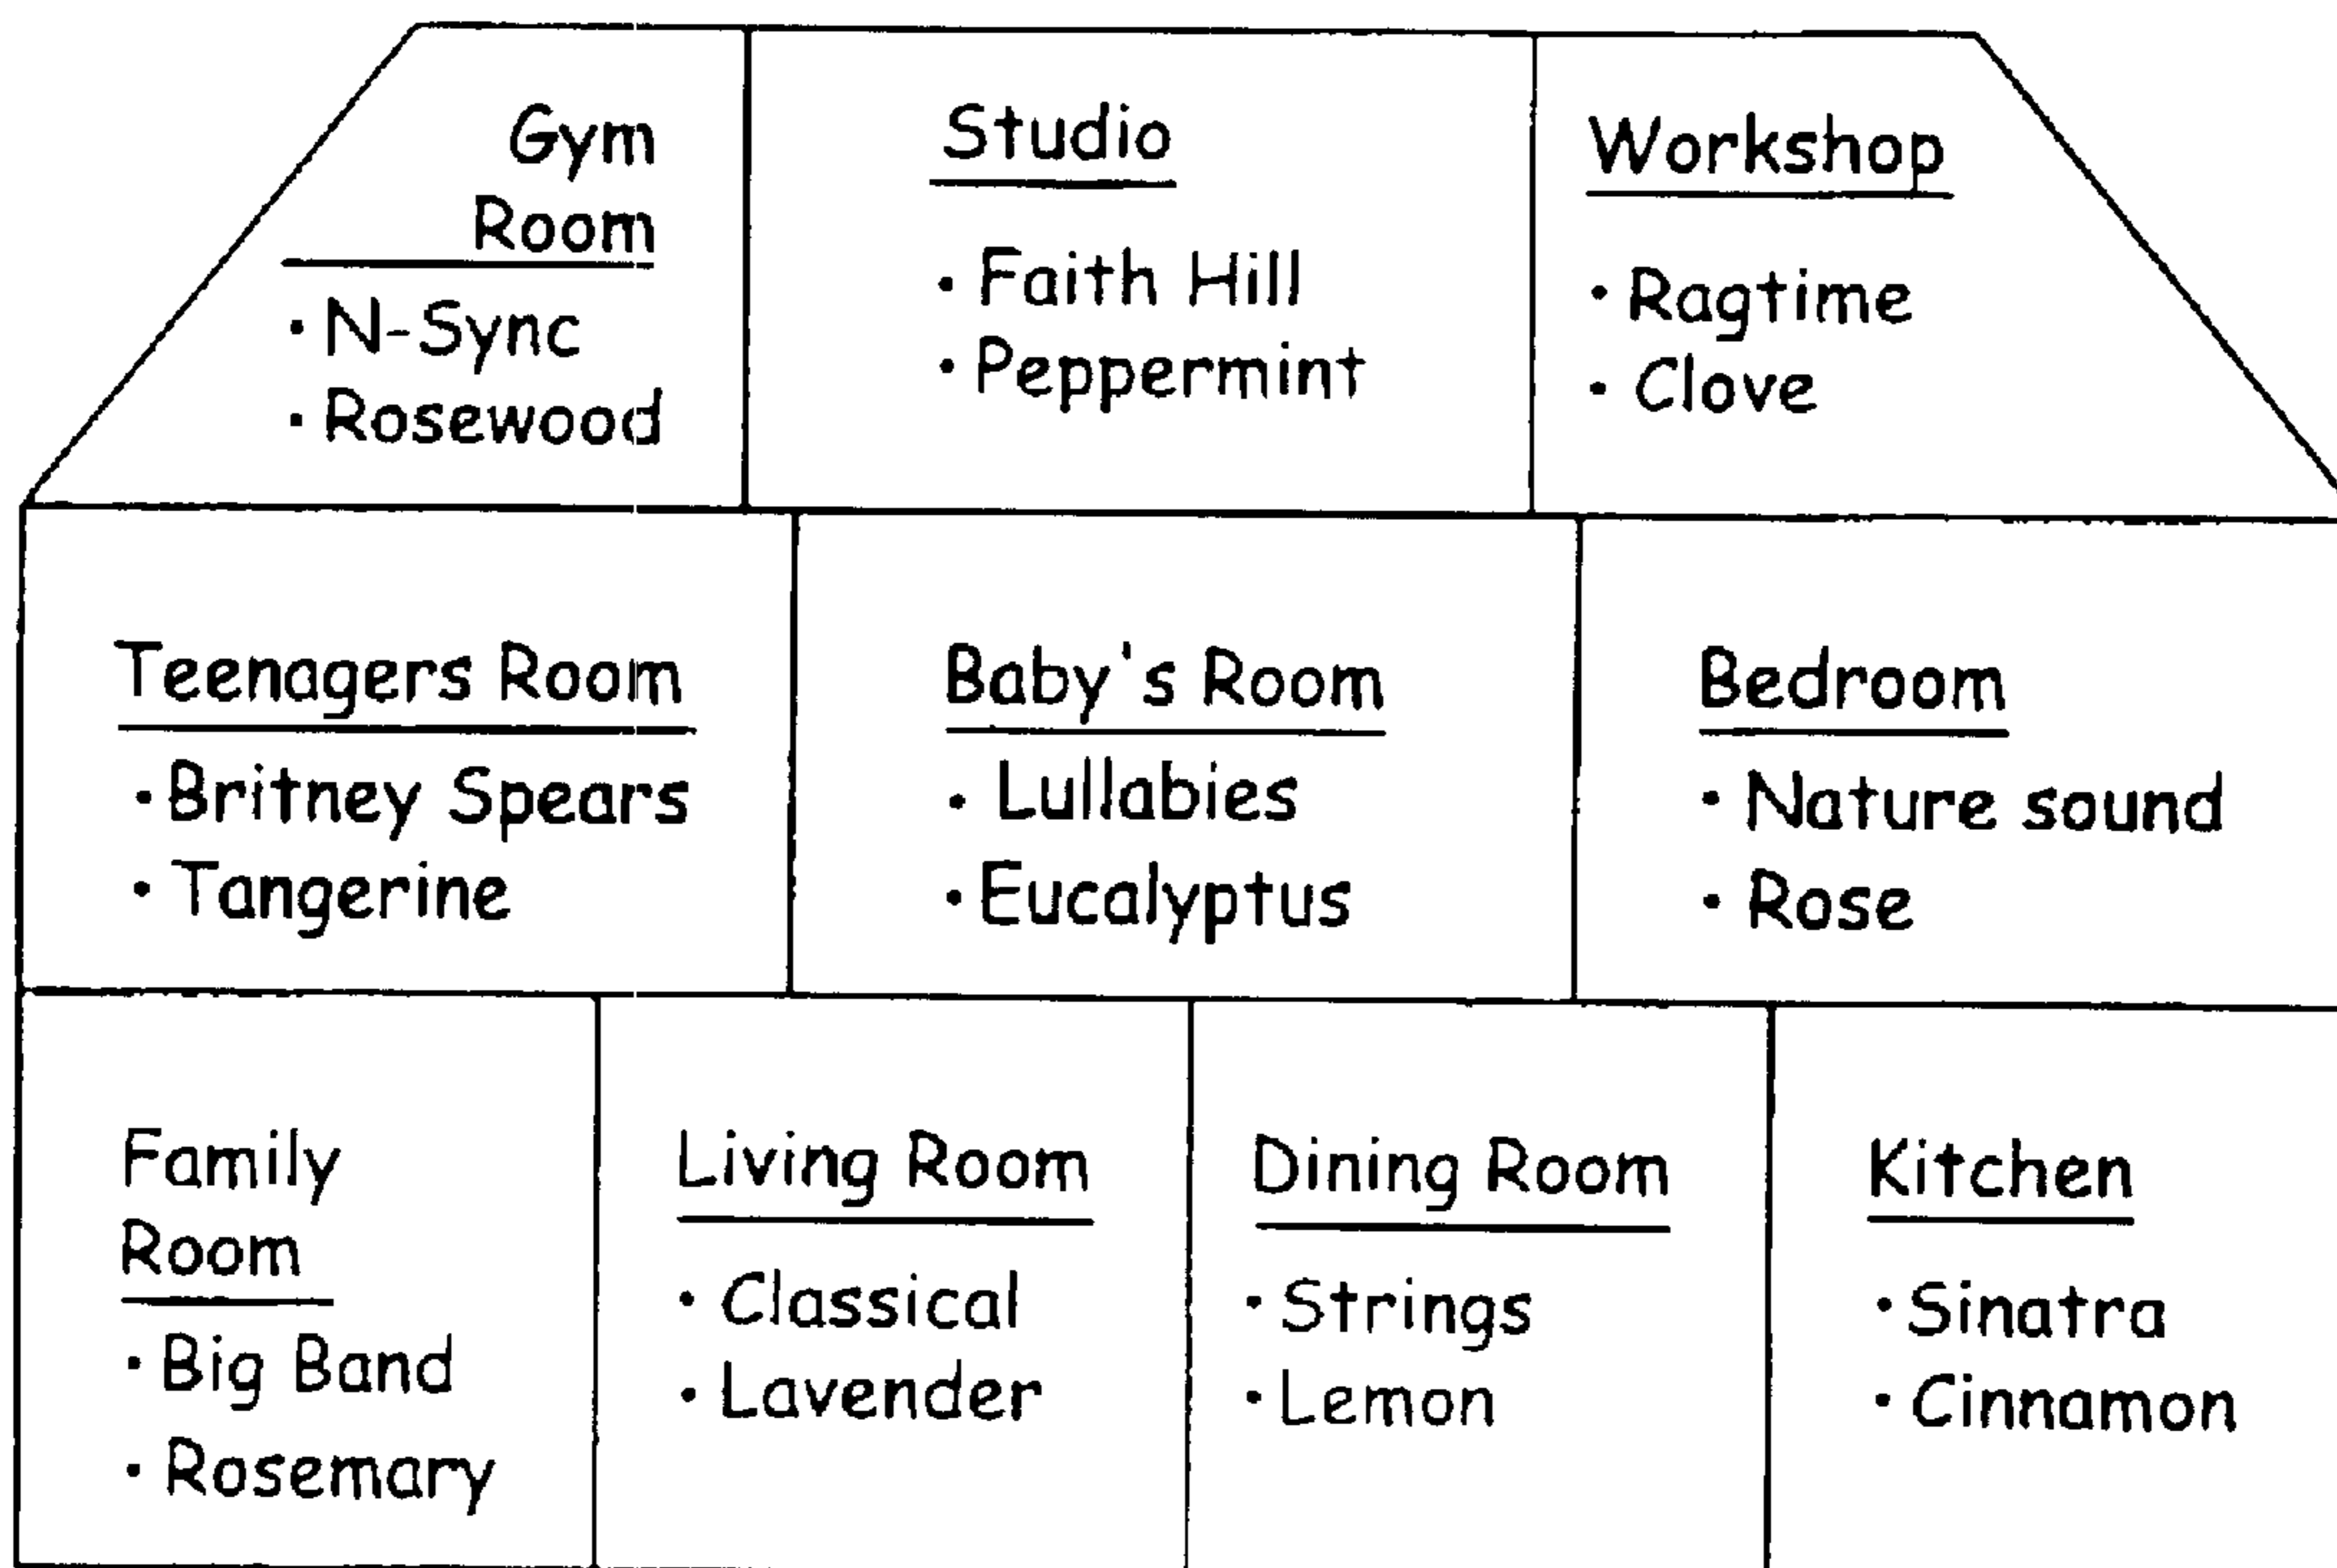 Gym
Room
• N-Sync
• Rosewood
Studio
• Faith Hill
• Peppermint
Workshop
• Ragtime
• Clove
Teenagers Room
• Britney Spears
• Tangerine
Baby's Room
• Lullabies
• Eucalyptus
Bedroom
• Nature sound
• Rose
Family
Room
• Big Band
• Rosemary
Living Room
• Classical
• Lavender
Dining Room
• Strings
• Lemon
Kitchen
• Sinatra
• Cinnamon